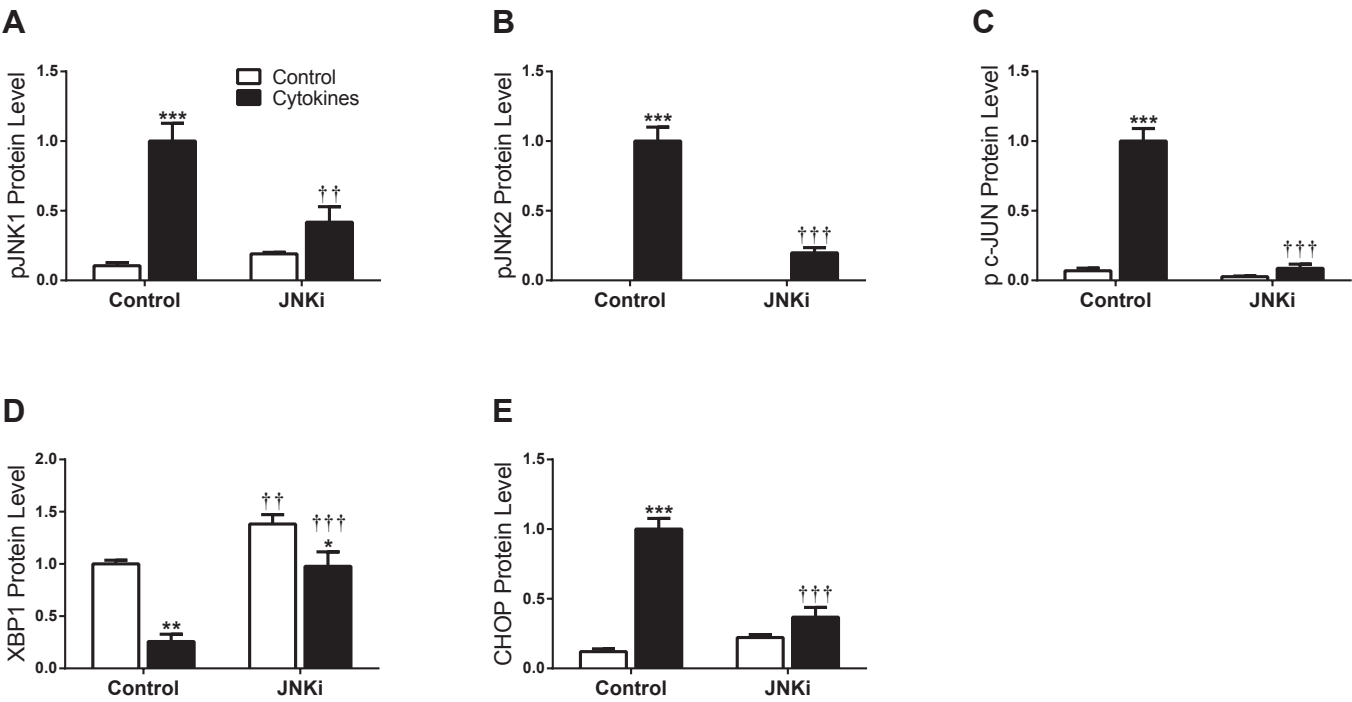 A
pJNK1 Protein Level
1.5
1.0
0.5
0.0
Control
Cytokines
***
††
Control
JNKi
B
pJNK2 Protein Level
1.5
1.0
0.5
0.0
***
†††
Control
JNKi
C
p c-JUN Protein Level
1.5
1.0
0.5
0.0
***
†††
Control
JNKi
D
XBP1 Protein Level
2.0
1.5
1.0
0.5
0.0
**
††
†††
*
Control
JNKi
E
CHOP Protein Level
1.5
1.0
0.5
0.0
***
†††
Control
JNKi